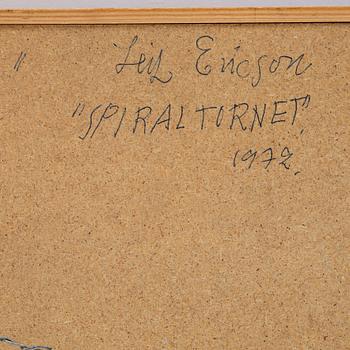 " Leif Ericson
"SPIRALTORNET"
1972.